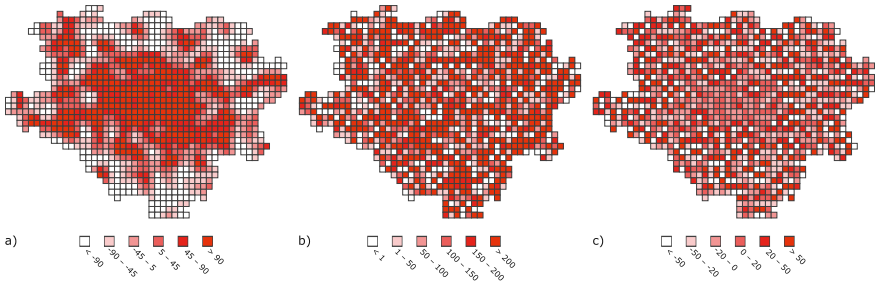 a)
< -90
-90 – -45
-45 – 5
5 – 45
45 – 90
> 90
b)
< 1
1 – 50
50 – 100
100 – 150
150 – 200
> 200
c)
< -50
-50 – -20
-20 – 0
0 – 20
20 – 50
> 50